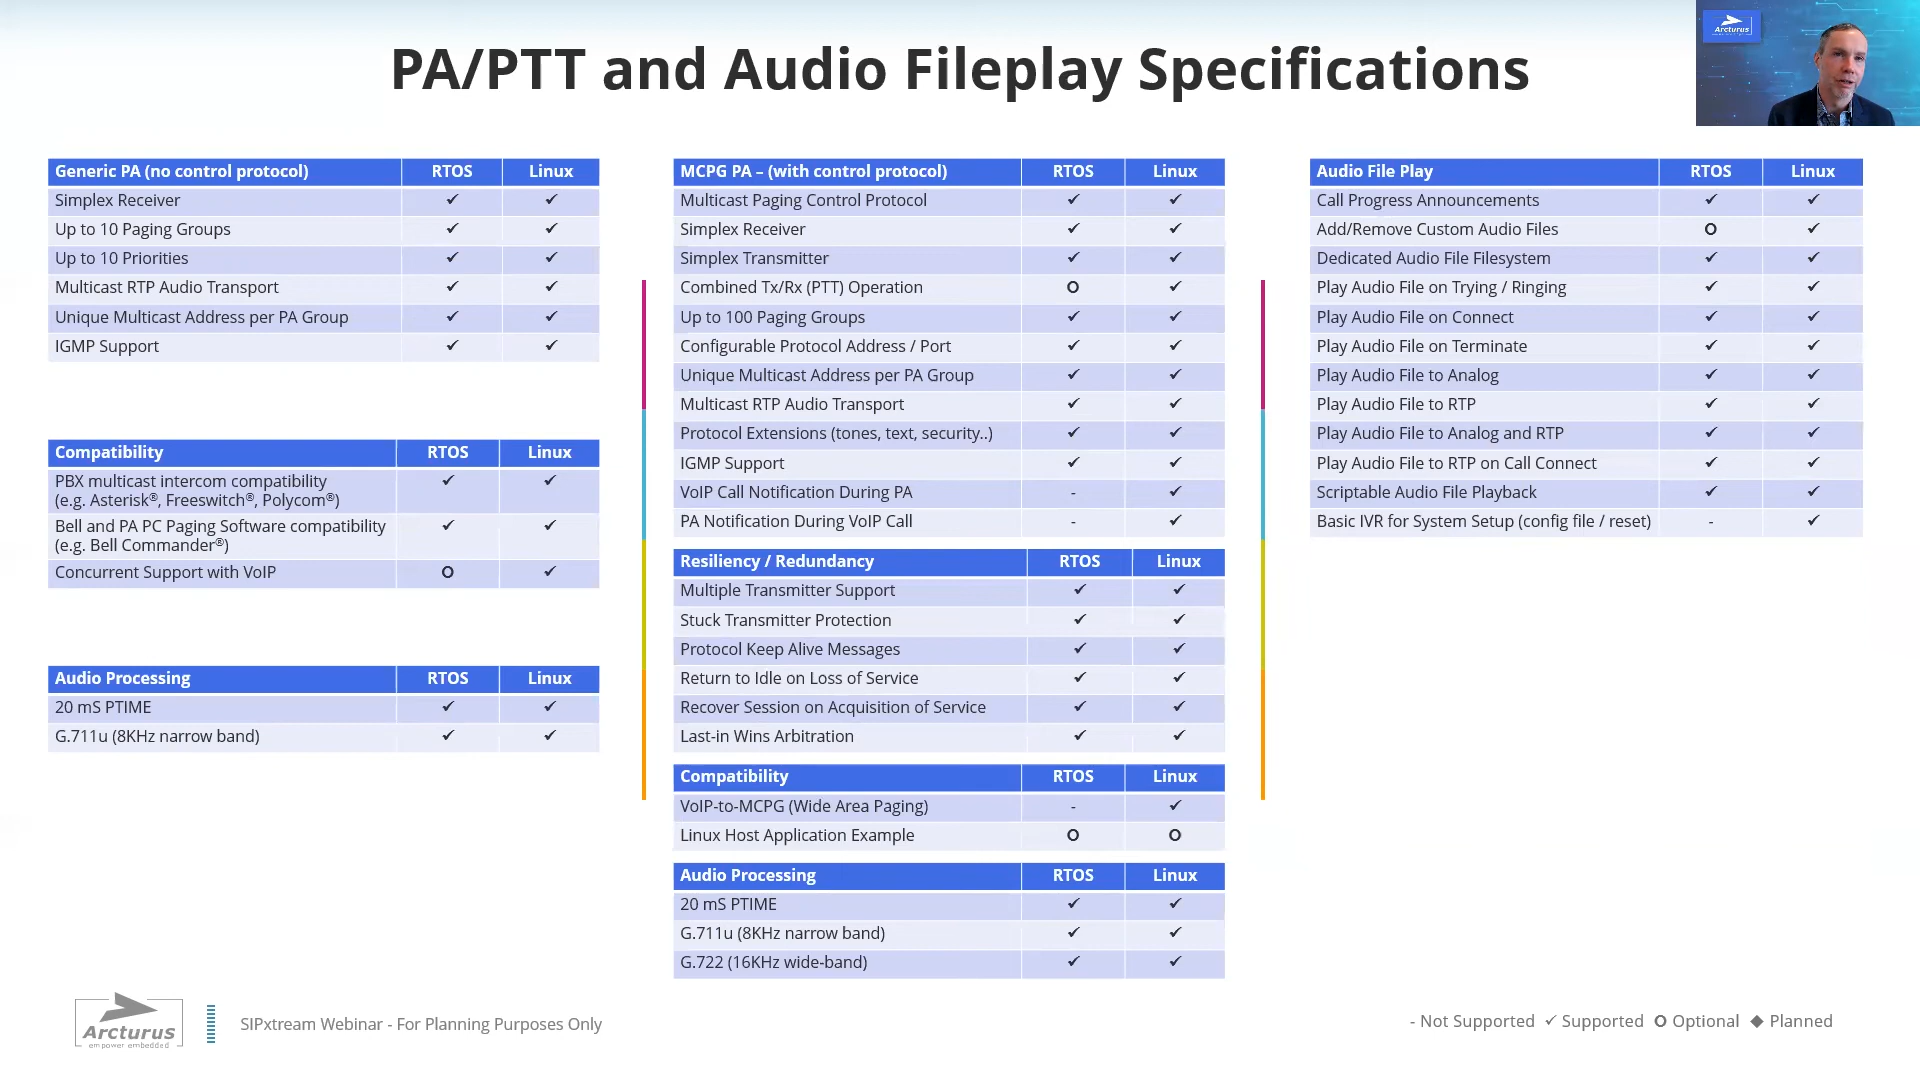 PA/PTT and Audio Fileplay Specifications
Arcturus
Generic PA (no control protocol) RTOS Linux
Simplex Receiver ✓ ✓
Up to 10 Paging Groups ✓ ✓
Up to 10 Priorities ✓ ✓
Multicast RTP Audio Transport ✓ ✓
Unique Multicast Address per PA Group ✓ ✓
IGMP Support ✓ ✓
Compatibility RTOS Linux
PBX multicast intercom compatibility ✓ ✓
(e.g. Asterisk®, Freeswitch®, Polycom®)
Bell and PA PC Paging Software compatibility ✓ ✓
(e.g. Bell Commander®)
Concurrent Support with VoIP O ✓
Audio Processing RTOS Linux
20 mS PTIME ✓ ✓
G.711u (8KHz narrow band) ✓ ✓
MCPG PA – (with control protocol) RTOS Linux
Multicast Paging Control Protocol ✓ ✓
Simplex Receiver ✓ ✓
Simplex Transmitter ✓ ✓
Combined Tx/Rx (PTT) Operation O ✓
Up to 100 Paging Groups ✓ ✓
Configurable Protocol Address / Port ✓ ✓
Unique Multicast Address per PA Group ✓ ✓
Multicast RTP Audio Transport ✓ ✓
Protocol Extensions (tones, text, security..) ✓ ✓
IGMP Support ✓ ✓
VoIP Call Notification During PA - ✓
PA Notification During VoIP Call - ✓
Resiliency / Redundancy RTOS Linux
Multiple Transmitter Support ✓ ✓
Stuck Transmitter Protection ✓ ✓
Protocol Keep Alive Messages ✓ ✓
Return to Idle on Loss of Service ✓ ✓
Recover Session on Acquisition of Service ✓ ✓
Last-in Wins Arbitration ✓ ✓
Compatibility RTOS Linux
VoIP-to-MCPG (Wide Area Paging) - ✓
Linux Host Application Example O O
Audio Processing RTOS Linux
20 mS PTIME ✓ ✓
G.711u (8KHz narrow band) ✓ ✓
G.722 (16KHz wide-band) ✓ ✓
Audio File Play RTOS Linux
Call Progress Announcements ✓ ✓
Add/Remove Custom Audio Files O ✓
Dedicated Audio File Filesystem ✓ ✓
Play Audio File on Trying / Ringing ✓ ✓
Play Audio File on Connect ✓ ✓
Play Audio File on Terminate ✓ ✓
Play Audio File to Analog ✓ ✓
Play Audio File to RTP ✓ ✓
Play Audio File to Analog and RTP ✓ ✓
Play Audio File to RTP on Call Connect ✓ ✓
Scriptable Audio File Playback ✓ ✓
Basic IVR for System Setup (config file / reset) - ✓
Arcturus
empower embedded
SIPxtream Webinar - For Planning Purposes Only
- Not Supported ✓ Supported O Optional ◆ Planned